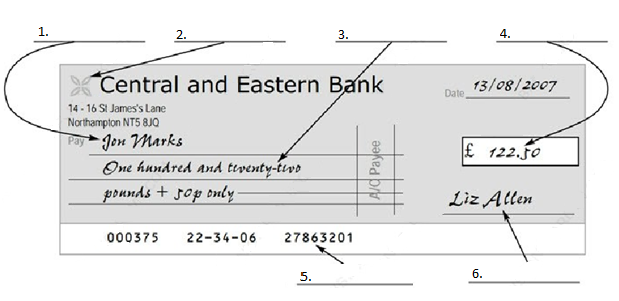 1. 2. 3. 4.
Central and Eastern Bank
Date 13/08/2007
14 - 16 St James's Lane
Northampton NT5 8JQ
Pay Jon Marks
£ 122.50
One hundred and twenty-two
pounds + 50p only
A/C Payee
Liz Allen
000375 22-34-06 27863201
5. 6.